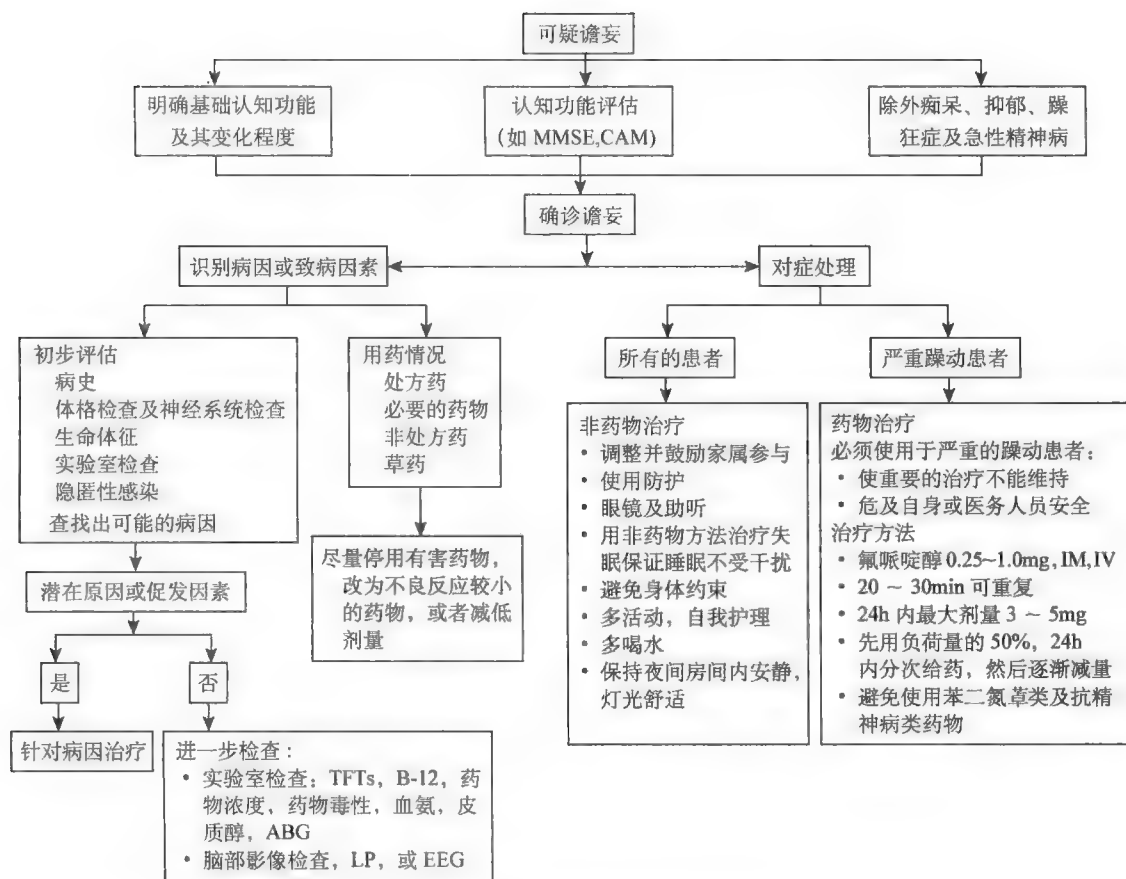 可疑谵妄
明确基础认知功能
及其变化程度
认知功能评估
(如 MMSE,CAM)
除外痴呆、抑郁、躁
狂症及急性精神病
确诊谵妄
识别病因或致病因素
对症处理
初步评估
病史
体格检查及神经系统检查
生命体征
实验室检查
隐匿性感染
查找出可能的病因
用药情况
处方药
必要的药物
非处方药
草药
所有的患者
严重躁动患者
潜在原因或促发因素
尽量停用有害药物,
改为不良反应较小
的药物,或者减低
剂量
非药物治疗
• 调整并鼓励家属参与
• 使用防护
• 眼镜及助听
• 用非药物方法治疗失
眠保证睡眠不受干扰
• 避免身体约束
• 多活动,自我护理
• 多喝水
• 保持夜间房间内安静,
灯光舒适
药物治疗
必须使用于严重的躁动患者:
• 使重要的治疗不能维持
• 危及自身或医务人员安全
治疗方法
• 氟哌啶醇 0.25~1.0mg, IM, IV
• 20 ~ 30min 可重复
• 24h 内最大剂量 3 ~ 5mg
• 先用负荷量的 50%, 24h
内分次给药,然后逐渐减量
• 避免使用苯二氮䓬类及抗精
神病类药物
是
否
针对病因治疗
进一步检查:
• 实验室检查: TFTs, B-12, 药
物浓度,药物毒性,血氨,皮
质醇, ABG
• 脑部影像检查, LP, 或 EEG